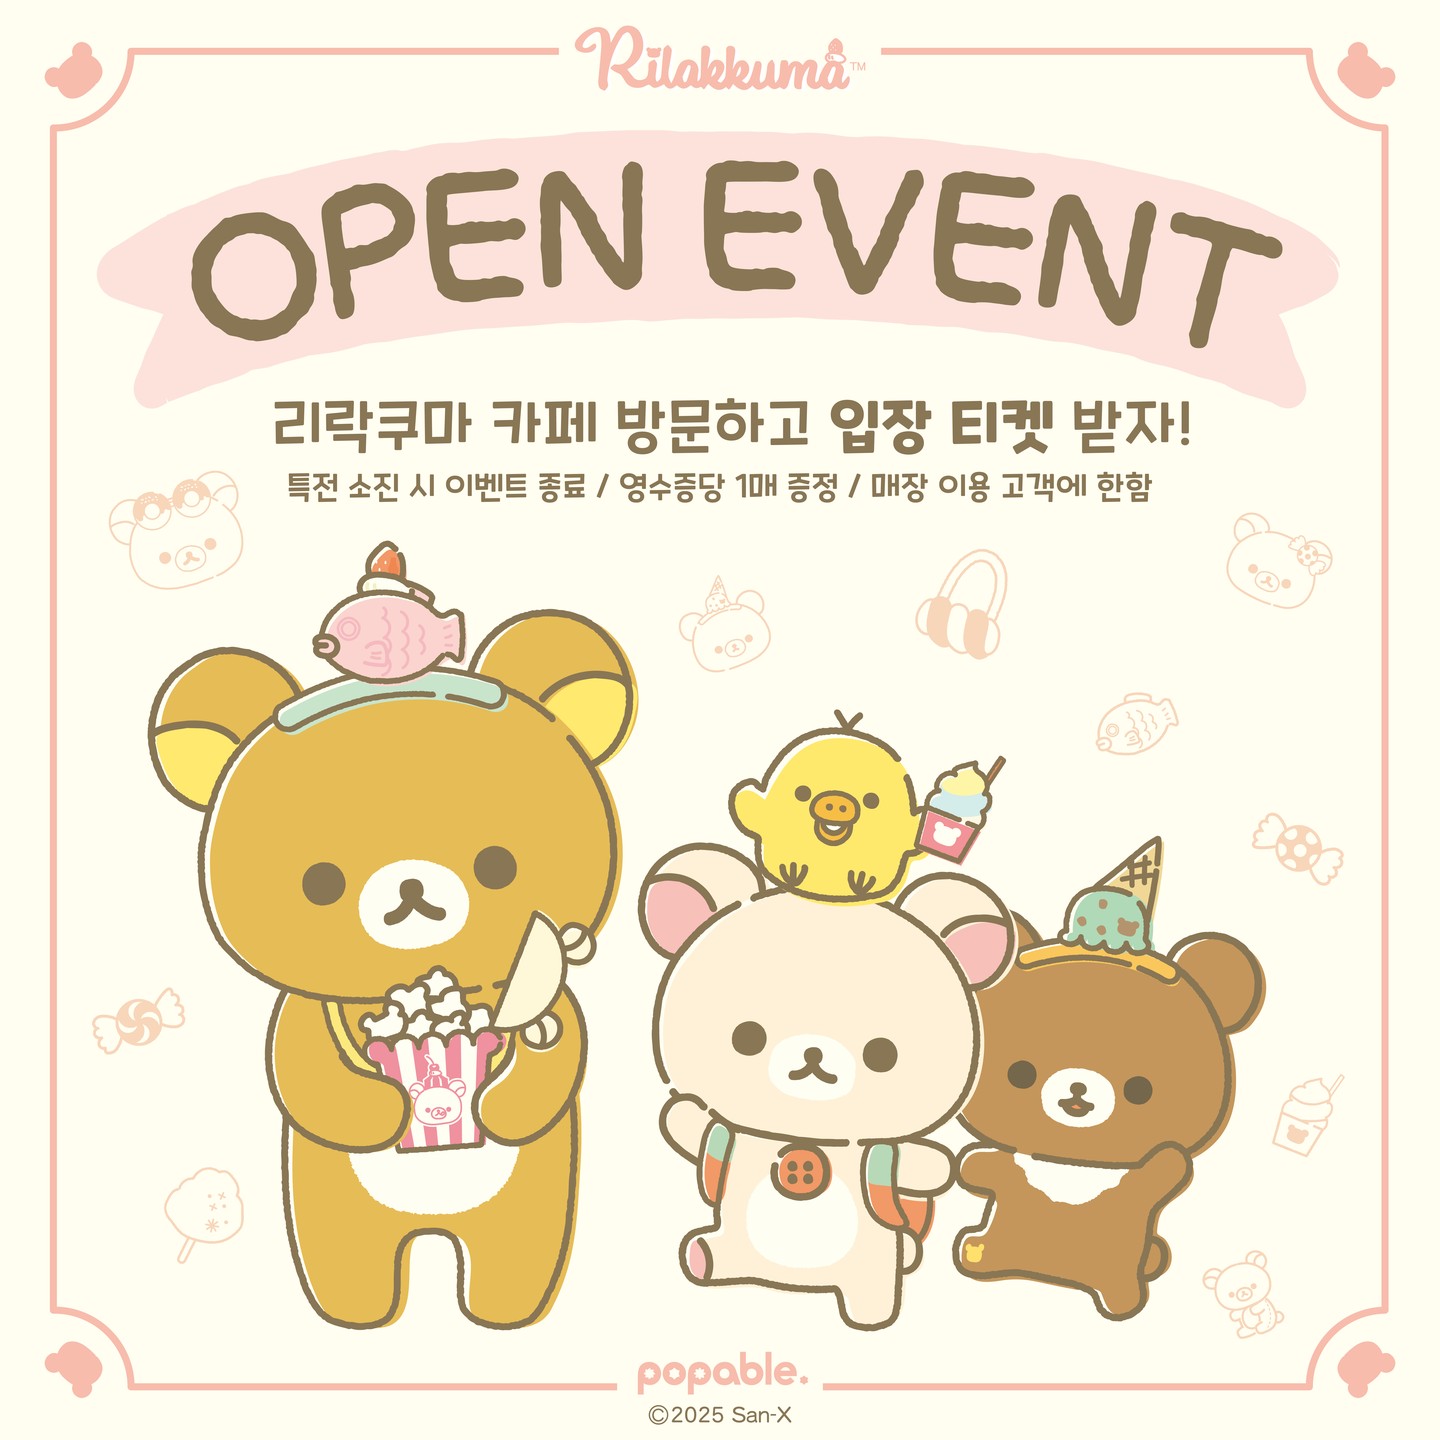 Rilakkuma™
OPEN EVENT
리락쿠마 카페 방문하고 입장 티켓 받자!
특전 소진 시 이벤트 종료 / 영수증당 1매 증정 / 매장 이용 고객에 한함
popable.
©2025 San-X